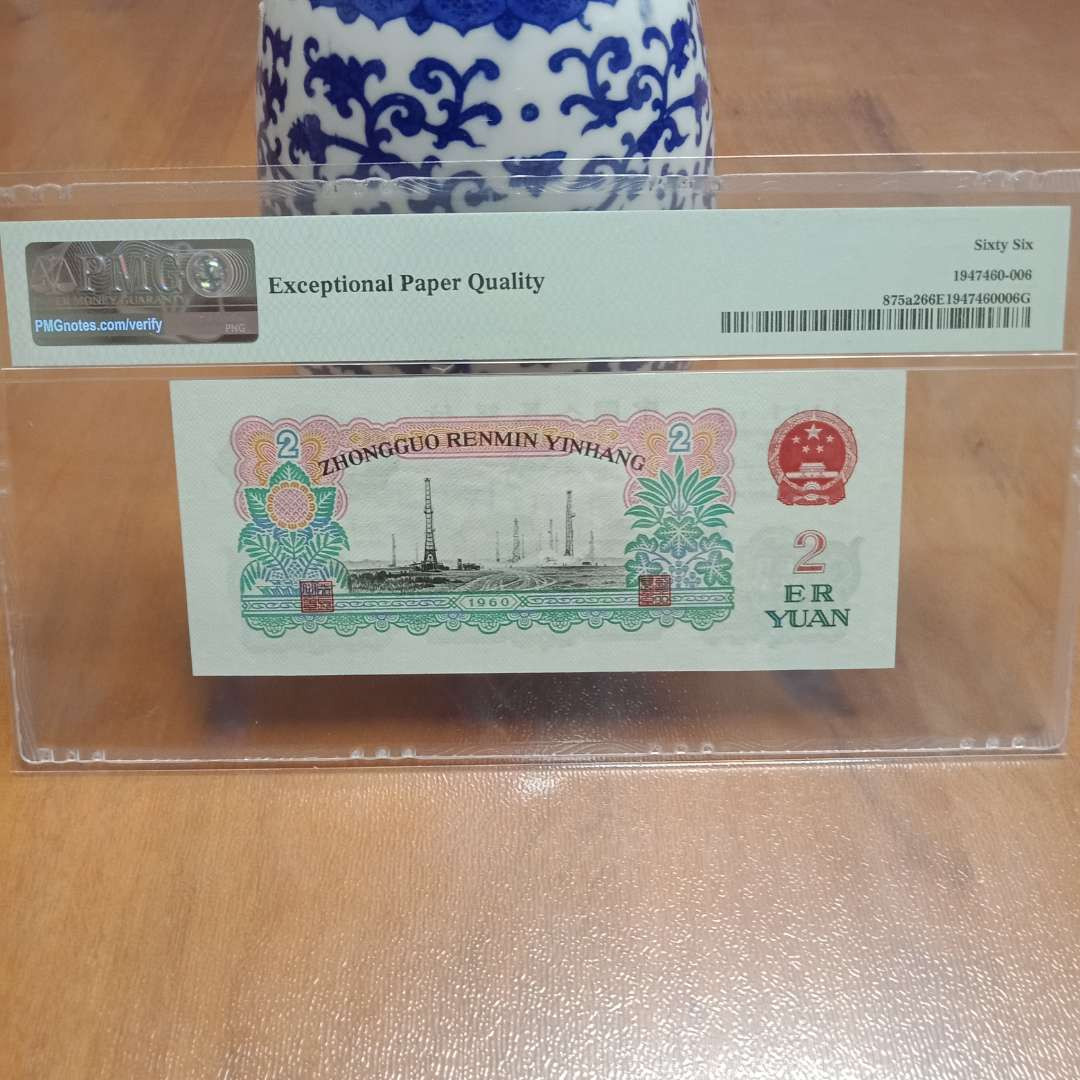 PMG
PMGnotes.com/verify
PMG
Exceptional Paper Quality
Sixty Six
1947460-006
875a266E1947460006G
2
2
ZHONGGUO RENMIN YINHANG
1960
2
ER
YUAN